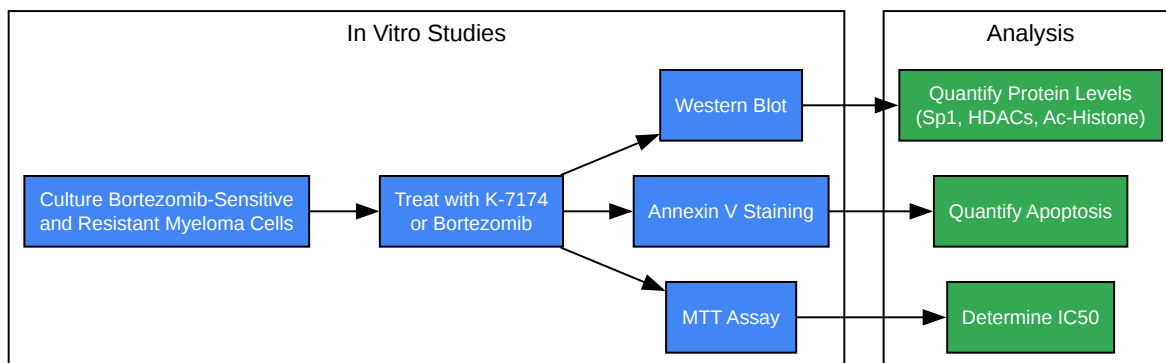 In Vitro Studies
Analysis
Western Blot
Quantify Protein Levels
(Sp1, HDACs, Ac-Histone)
Culture Bortezomib-Sensitive
and Resistant Myeloma Cells
Treat with K-7174
or Bortezomib
Annexin V Staining
Quantify Apoptosis
MTT Assay
Determine IC50